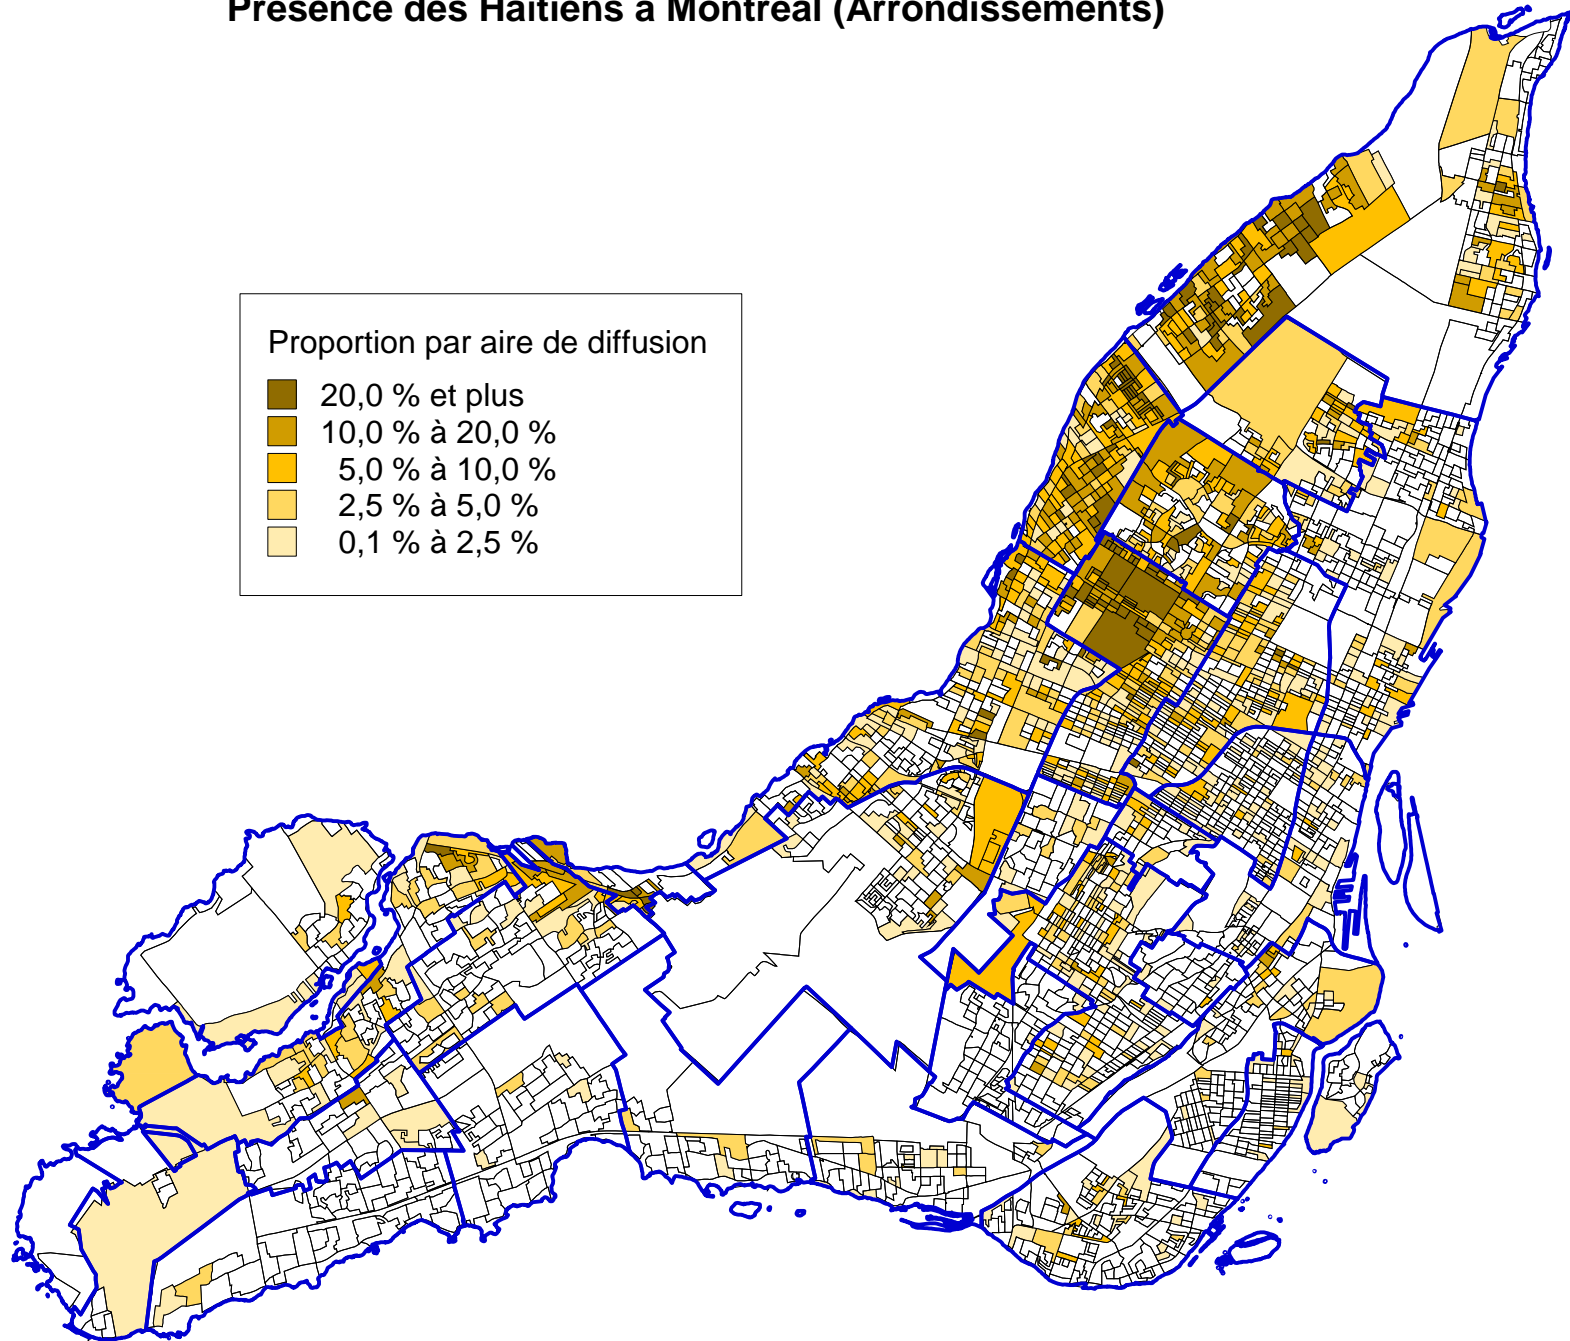 Présence des Haïtiens à Montréal (Arrondissements)
Proportion par aire de diffusion
20,0 % et plus
10,0 % à 20,0 %
5,0 % à 10,0 %
2,5 % à 5,0 %
0,1 % à 2,5 %